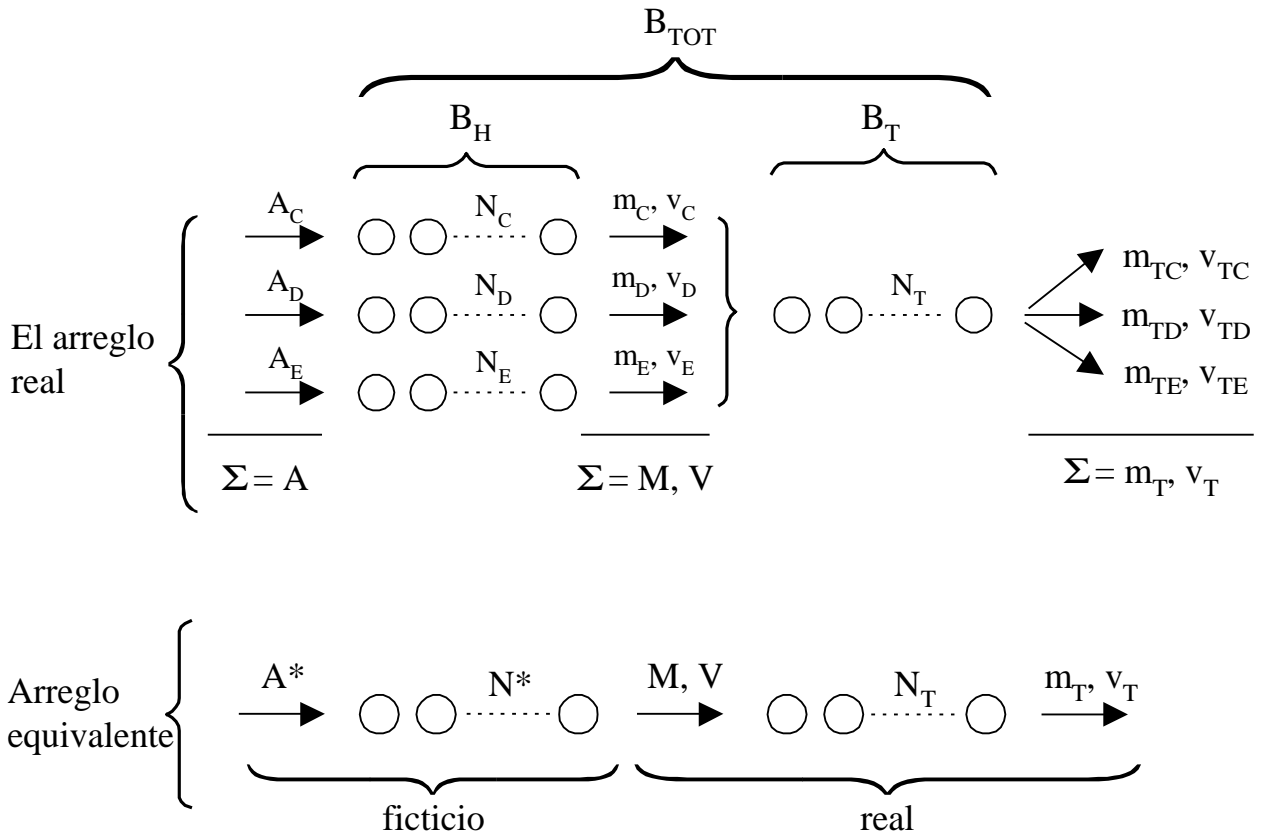 B_TOT
B_H B_T
A_C N_C m_C, v_C
A_D N_D m_D, v_D N_T
A_E N_E m_E, v_E
m_TC, v_TC
m_TD, v_TD
m_TE, v_TE
El arreglo
real
Σ = A Σ = M, V Σ = m_T, v_T
Arreglo
equivalente
A* N* M, V N_T m_T, v_T
ficticio real